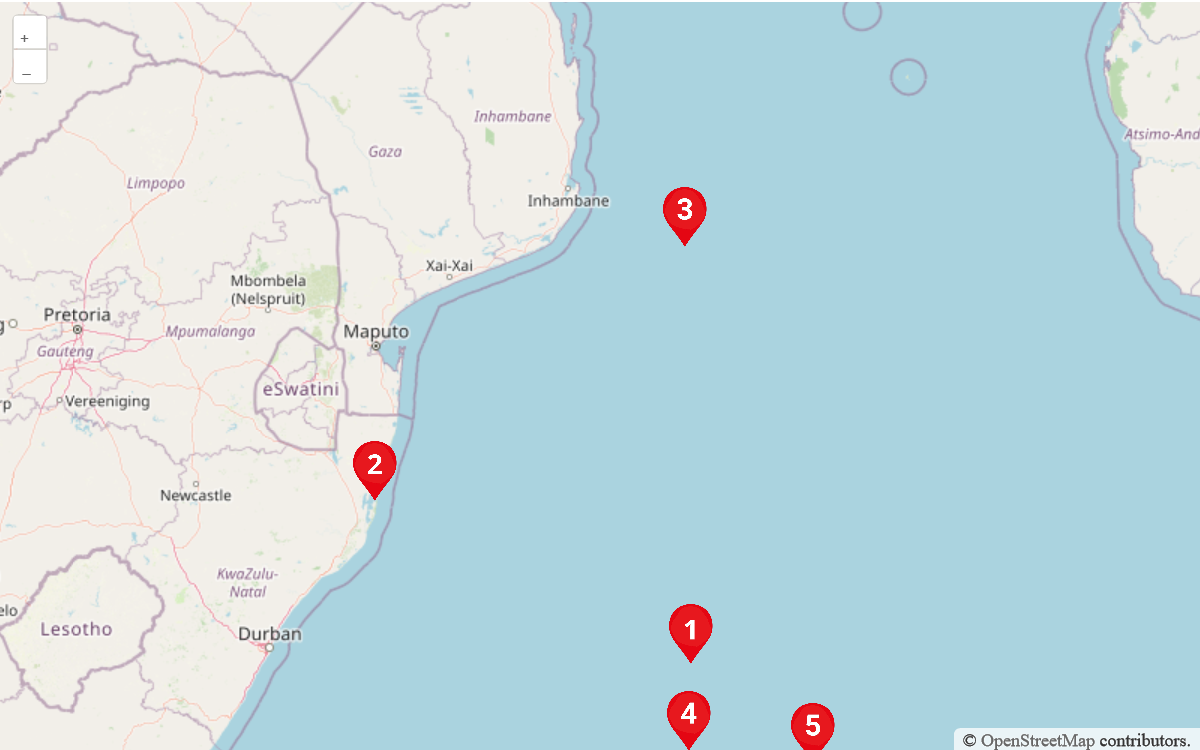 +
−
Inhambane
Atsimo-And
Gaza
Limpopo
3
Inhambane
Xai-Xai
Mbombela
(Nelspruit)
Pretoria
g
Mpumalanga
Maputo
Gauteng
eSwatini
rp
Vereeniging
2
Newcastle
KwaZulu-
Natal
elo
Lesotho
Durban
1
4
5
© OpenStreetMap contributors.